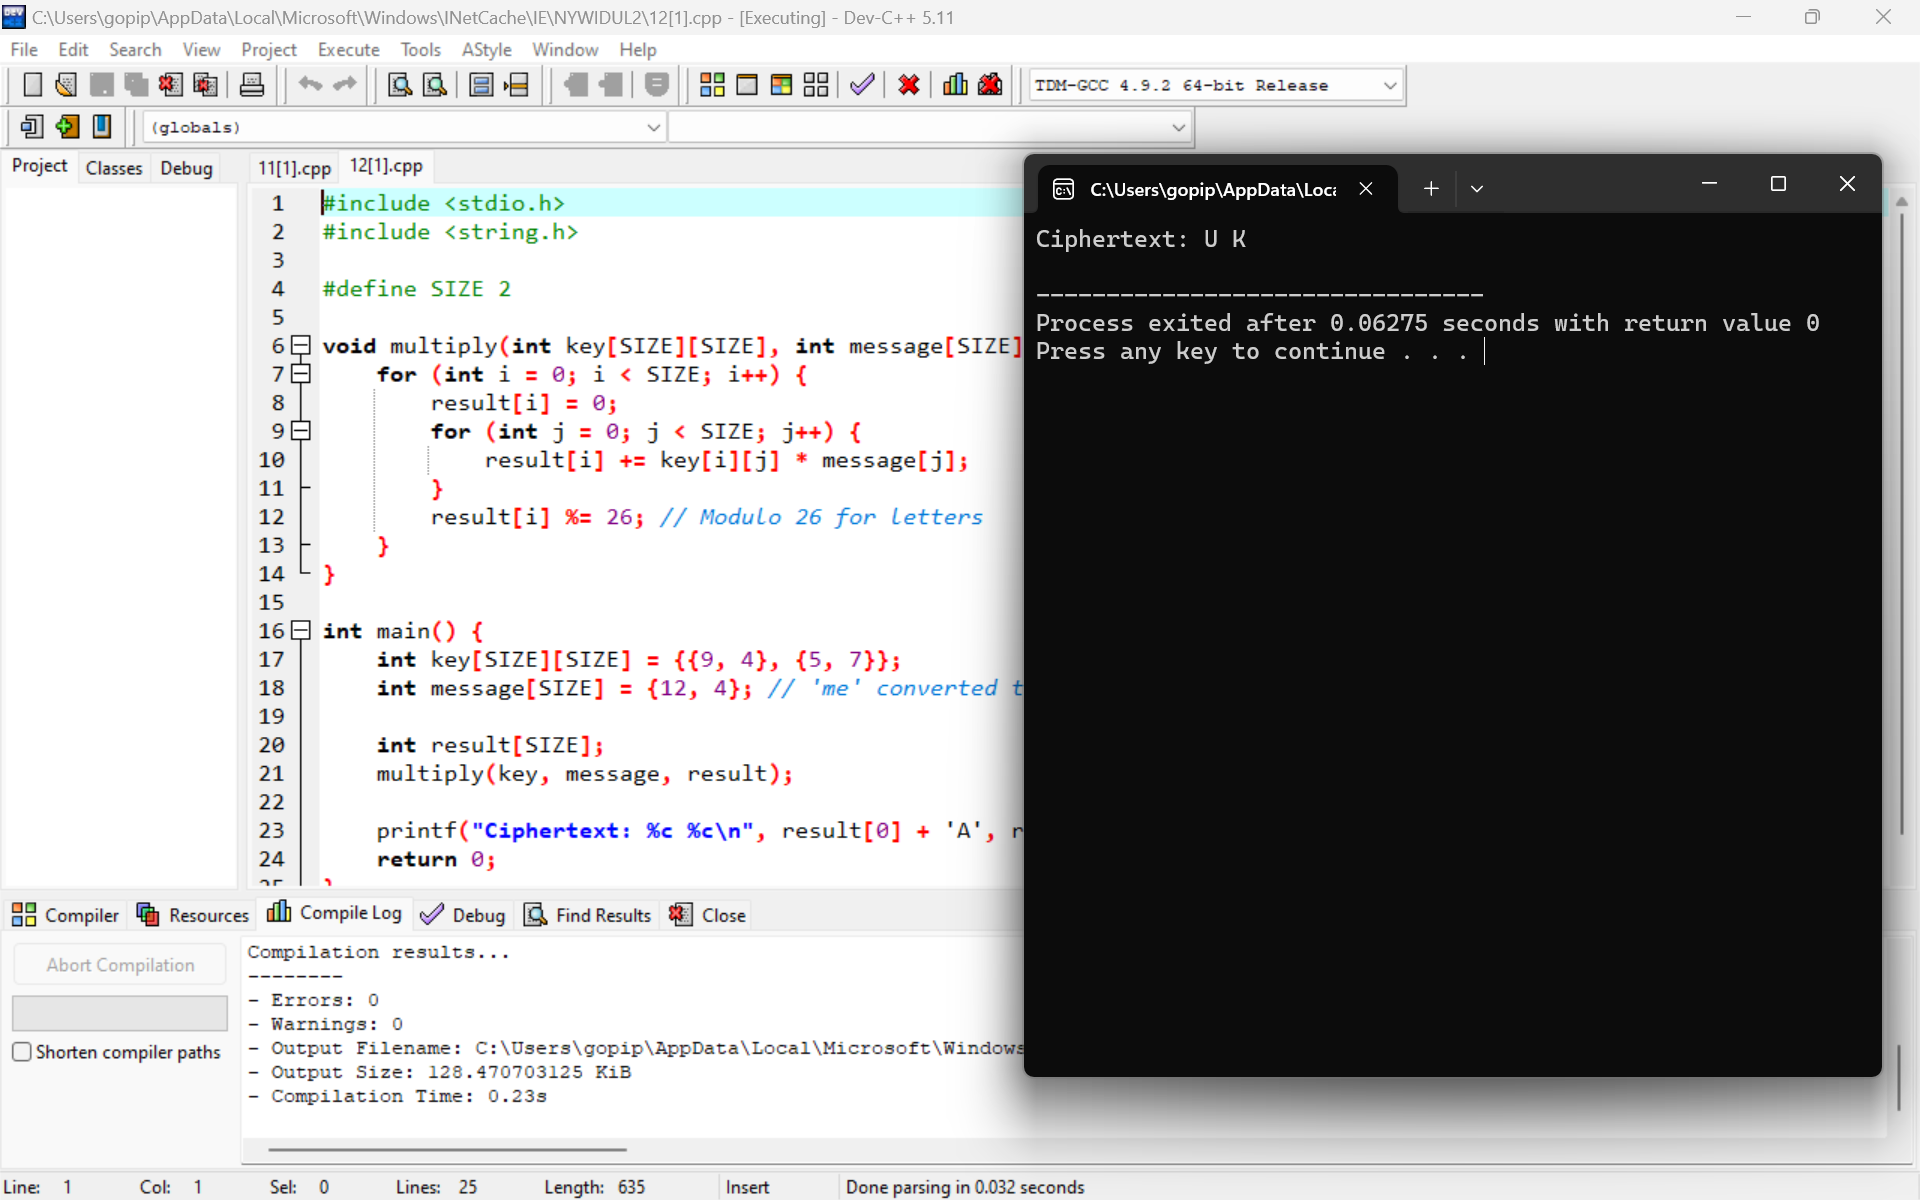 C:\Users\gopip\AppData\Local\Microsoft\Windows\INetCache\IE\NYWIDUL2\12[1].cpp - [Executing] - Dev-C++ 5.11
File Edit Search View Project Execute Tools AStyle Window Help
TDM-GCC 4.9.2 64-bit Release
(globals)
Project Classes Debug
11[1].cpp 12[1].cpp
1 #include <stdio.h>
2 #include <string.h>
3
4 #define SIZE 2
5
6 void multiply(int key[SIZE][SIZE], int message[SIZE]
7 for (int i = 0; i < SIZE; i++) {
8 result[i] = 0;
9 for (int j = 0; j < SIZE; j++) {
10 result[i] += key[i][j] * message[j];
11 }
12 result[i] %= 26; // Modulo 26 for letters
13 }
14 }
15
16 int main() {
17 int key[SIZE][SIZE] = {{9, 4}, {5, 7}};
18 int message[SIZE] = {12, 4}; // 'me' converted t
19
20 int result[SIZE];
21 multiply(key, message, result);
22
23 printf("Ciphertext: %c %c\n", result[0] + 'A', r
24 return 0;
25 }
C:\Users\gopip\AppData\Loca
Ciphertext: U K
--------------------------------
Process exited after 0.06275 seconds with return value 0
Press any key to continue . . .
Compiler Resources Compile Log Debug Find Results Close
Abort Compilation
Shorten compiler paths
Compilation results...
--------
- Errors: 0
- Warnings: 0
- Output Filename: C:\Users\gopip\AppData\Local\Microsoft\Windows
- Output Size: 128.470703125 KiB
- Compilation Time: 0.23s
Line: 1 Col: 1 Sel: 0 Lines: 25 Length: 635 Insert Done parsing in 0.032 seconds